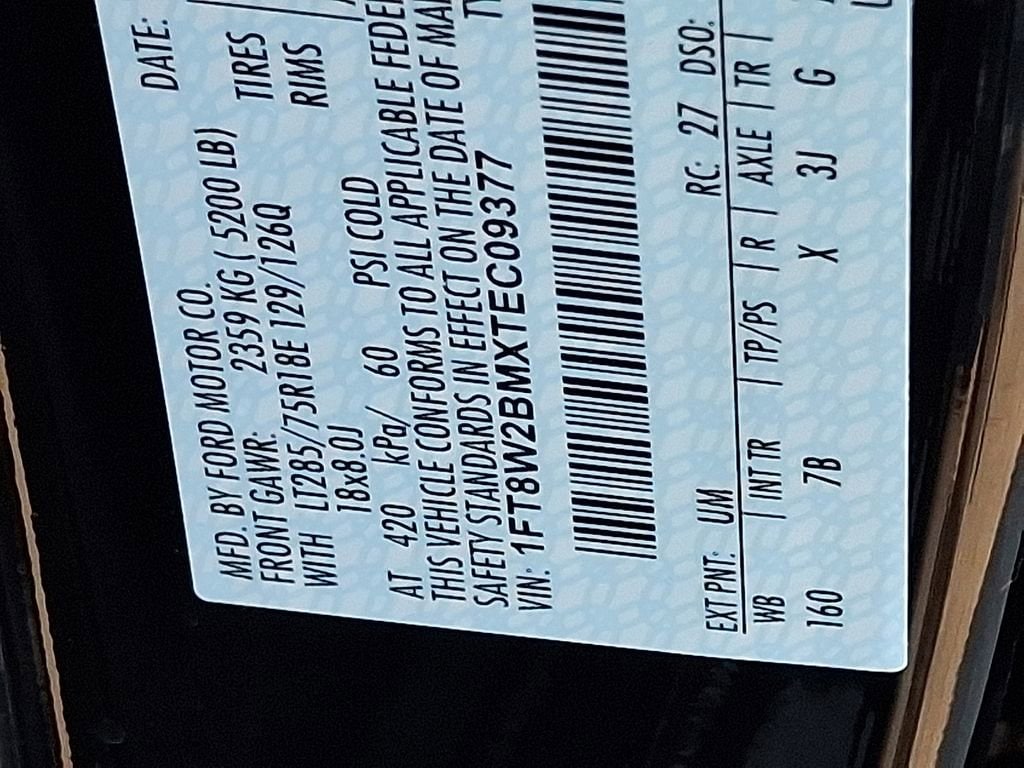 MFD. BY FORD MOTOR CO.
DATE:
FRONT GAWR: 2359 KG ( 5200 LB)
WITH LT285/75R18E 129/126Q TIRES
18x8.0J RIMS
AT 420 kPa/ 60 PSI COLD
THIS VEHICLE CONFORMS TO ALL APPLICABLE FEDE
SAFETY STANDARDS IN EFFECT ON THE DATE OF MA
VIN: 1FT8W2BMXTEC09377
EXT PNT: UM RC: 27 DSO:
WB | INT TR | TP/PS | R | AXLE | TR |
160 7B X 3J G